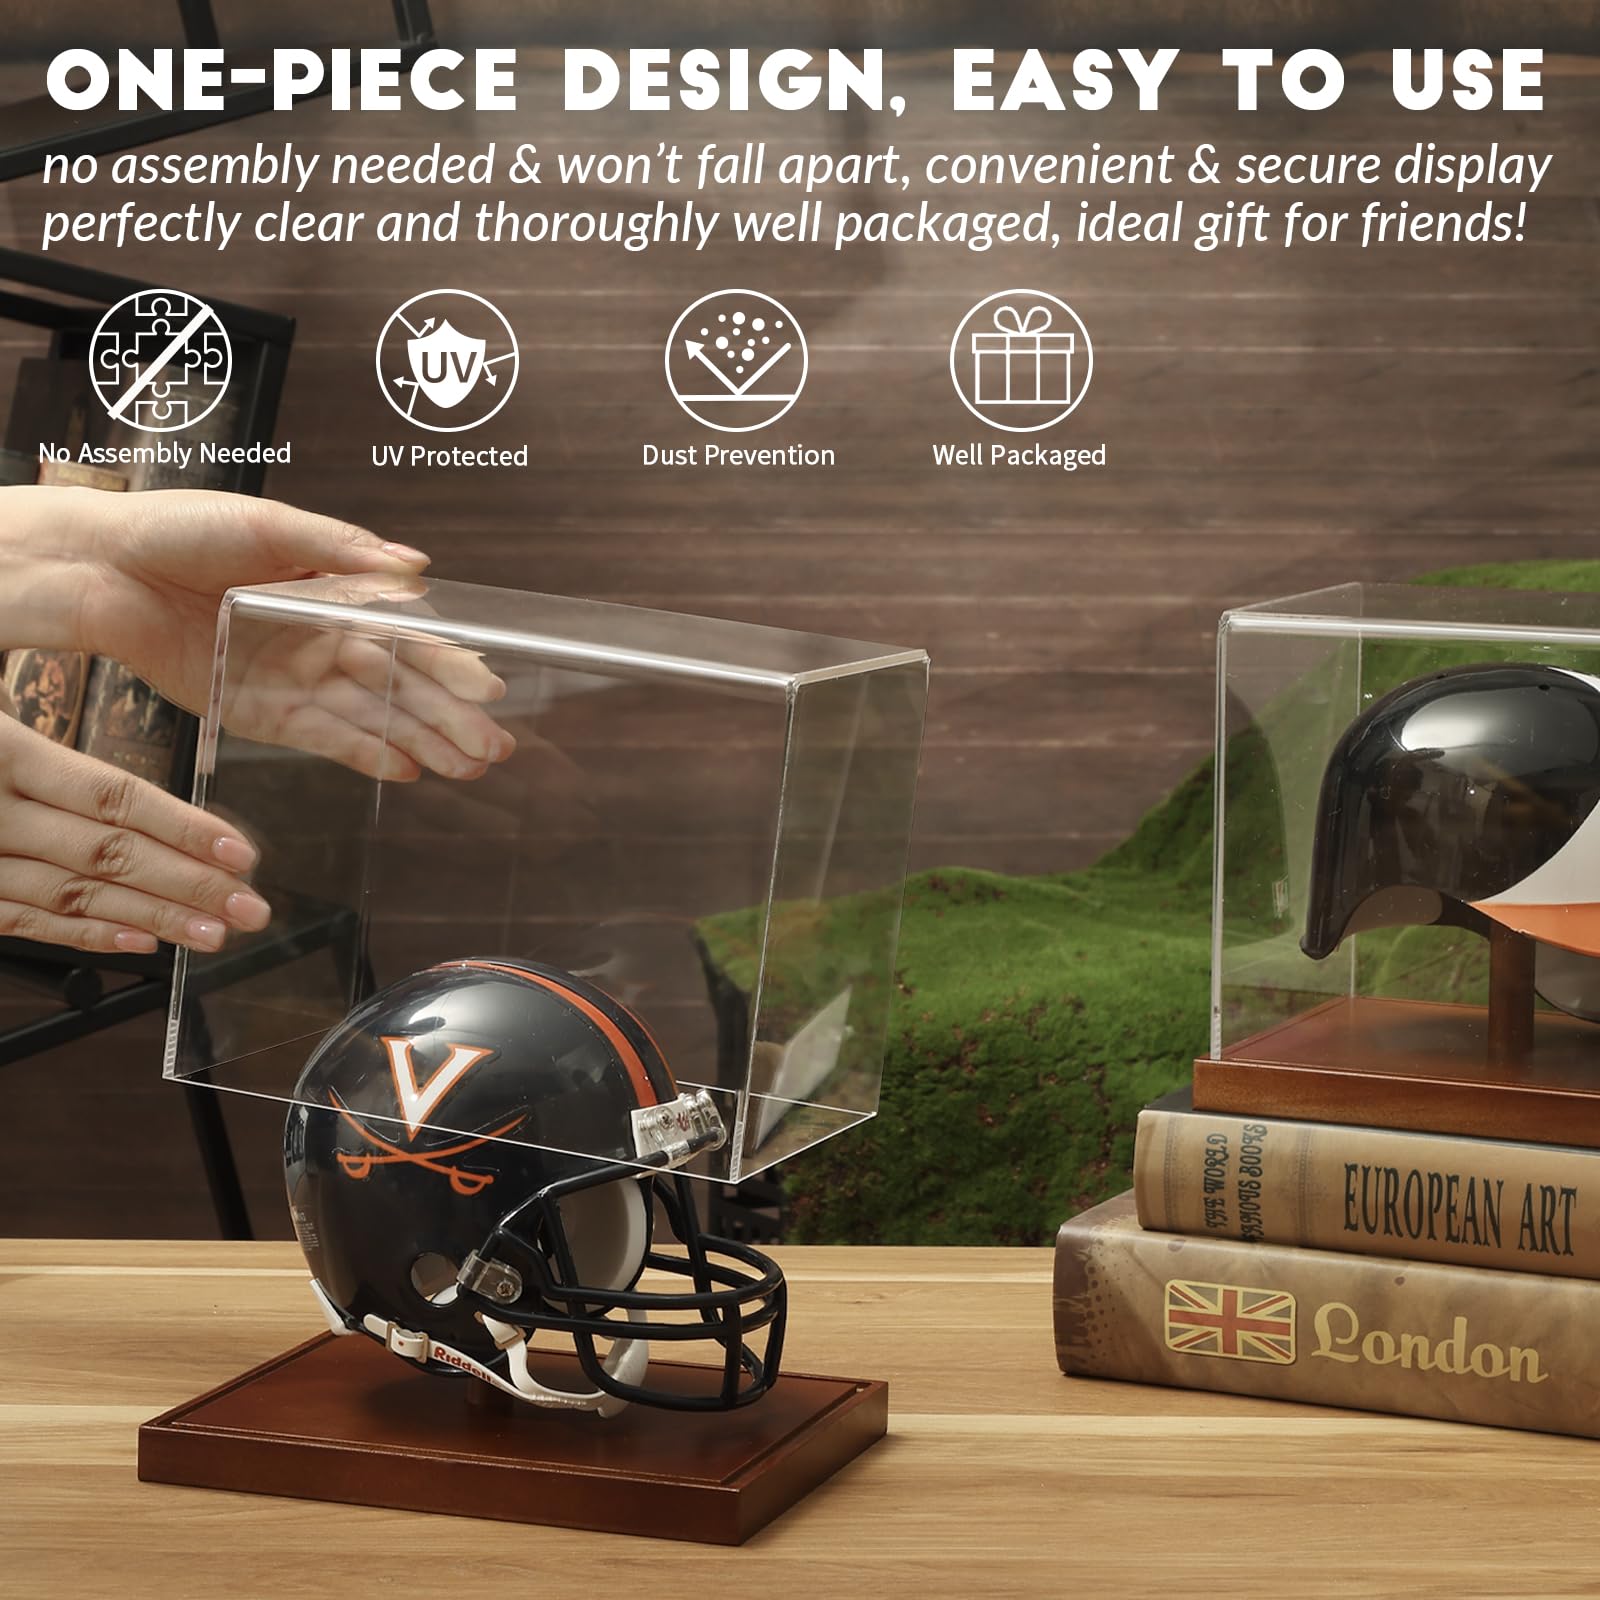 ONE-PIECE DESIGN, EASY TO USE
no assembly needed & won't fall apart, convenient & secure display
perfectly clear and thoroughly well packaged, ideal gift for friends!
UV
No Assembly Needed
UV Protected
Dust Prevention
Well Packaged
V
Riddell
EUROPEAN ART
London